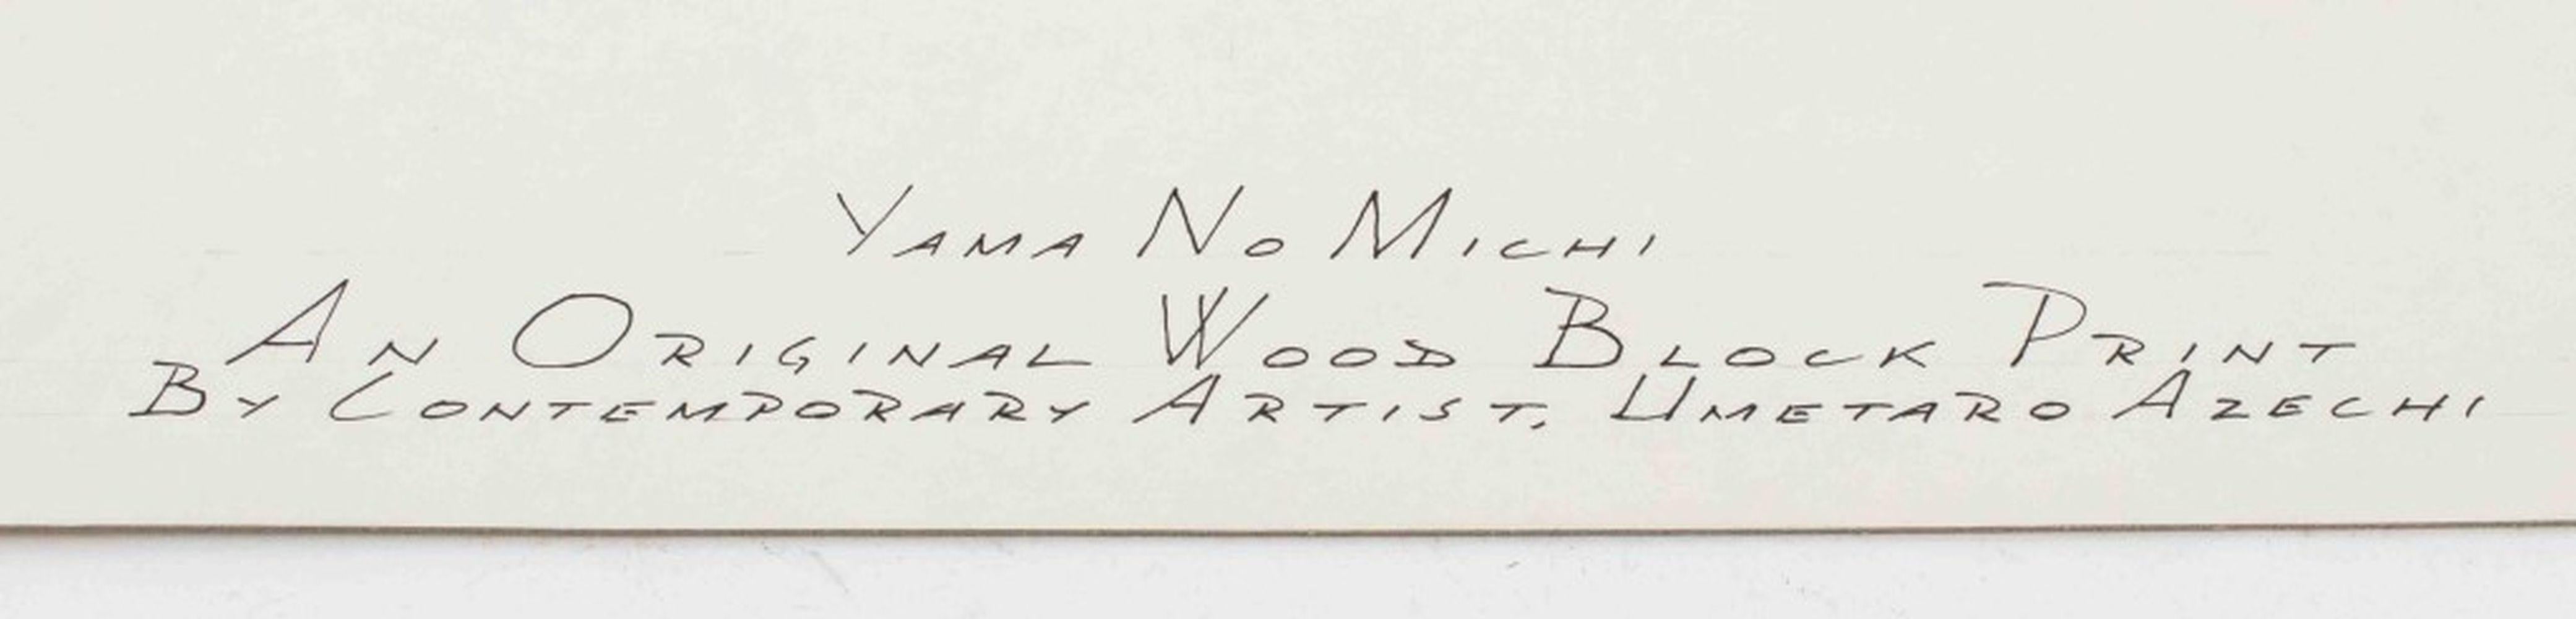 Yama No Michi
An Original Wood Block Print
By Contemporary Artist, Umetaro Azechi